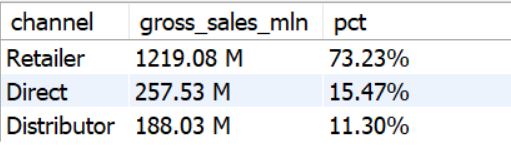 channel gross_sales_mln pct
Retailer 1219.08 M 73.23%
Direct 257.53 M 15.47%
Distributor 188.03 M 11.30%